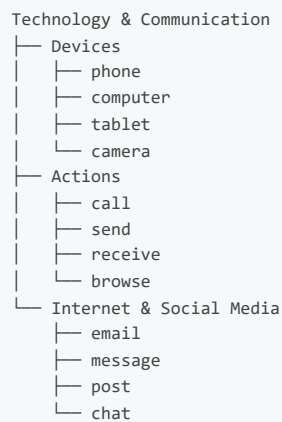 Technology & Communication
├── Devices
│   ├── phone
│   ├── computer
│   ├── tablet
│   └── camera
├── Actions
│   ├── call
│   ├── send
│   ├── receive
│   └── browse
└── Internet & Social Media
    ├── email
    ├── message
    ├── post
    └── chat